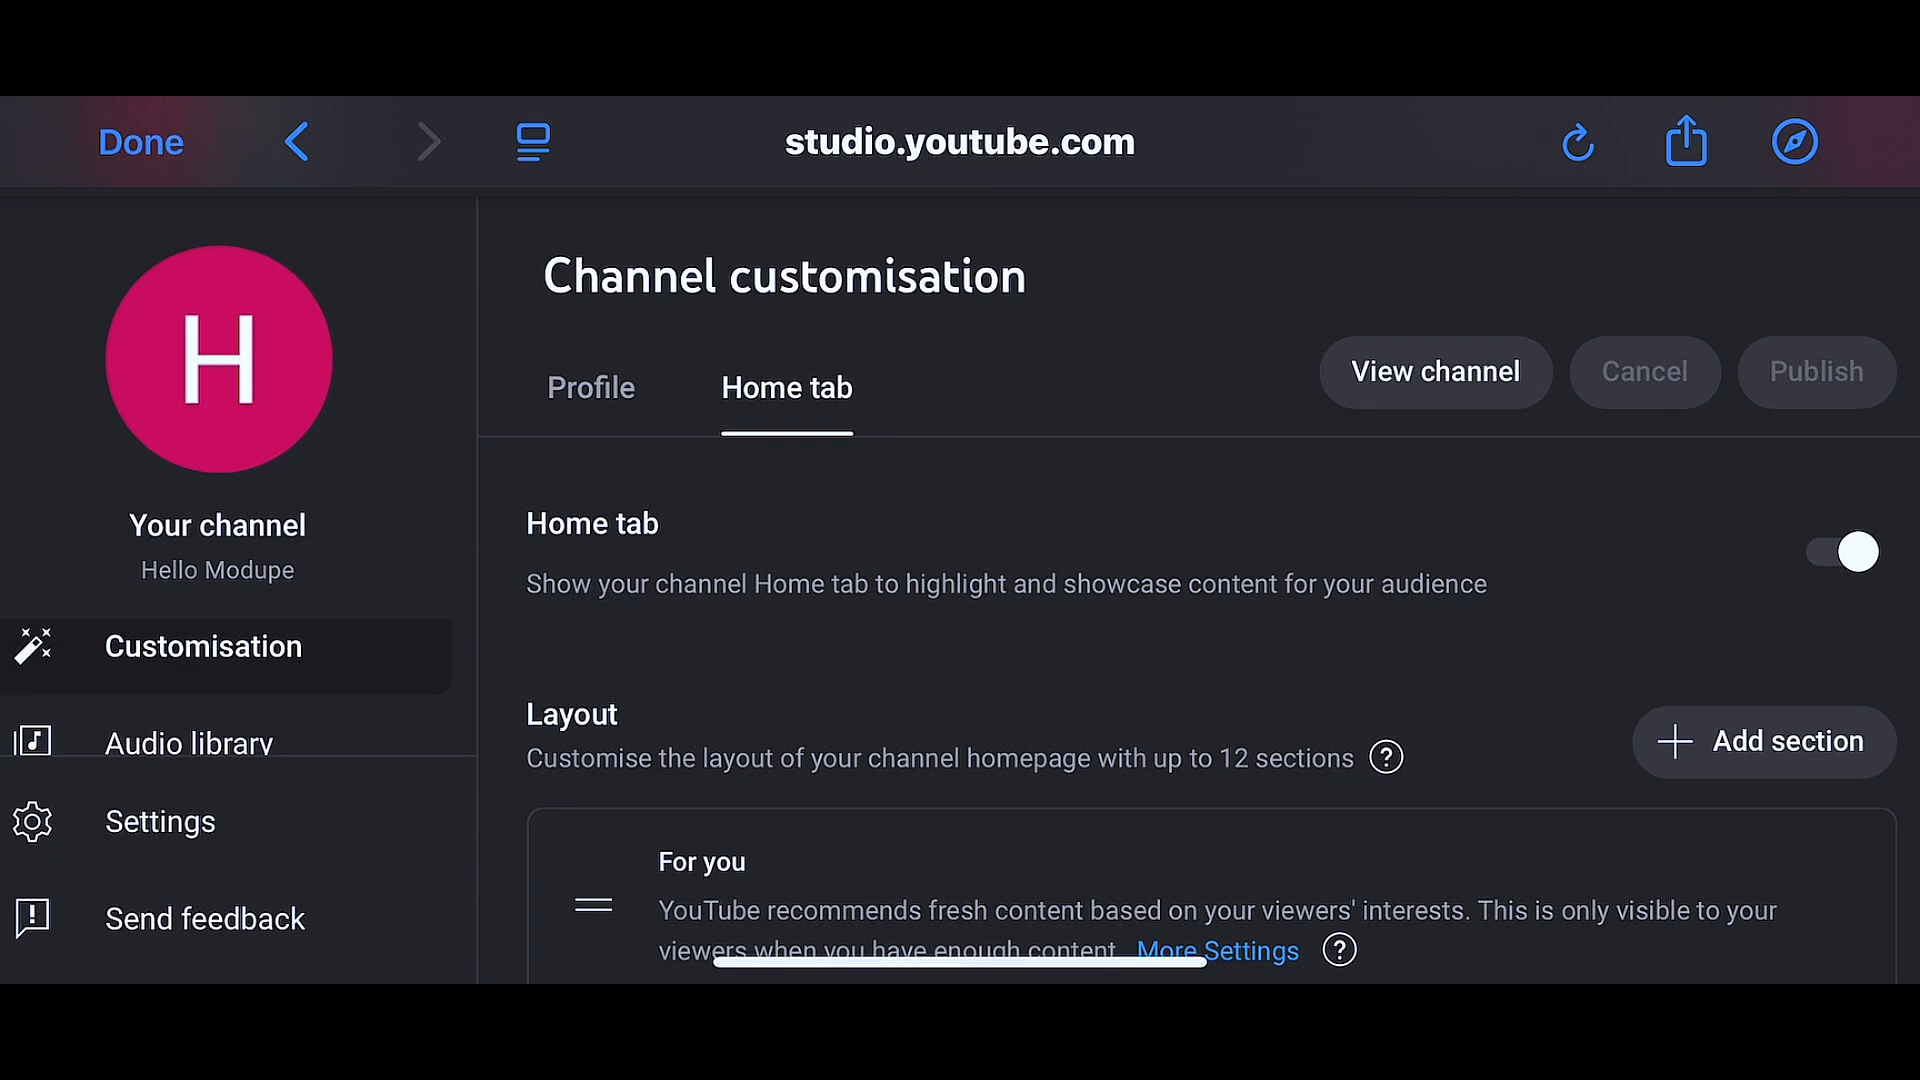 Done
studio.youtube.com
H
Your channel
Hello Modupe
Customisation
Audio library
Settings
Send feedback
Channel customisation
Profile
Home tab
View channel
Cancel
Publish
Home tab
Show your channel Home tab to highlight and showcase content for your audience
Layout
Customise the layout of your channel homepage with up to 12 sections ?
Add section
For you
YouTube recommends fresh content based on your viewers' interests. This is only visible to your
viewers when you have enough content. More Settings ?